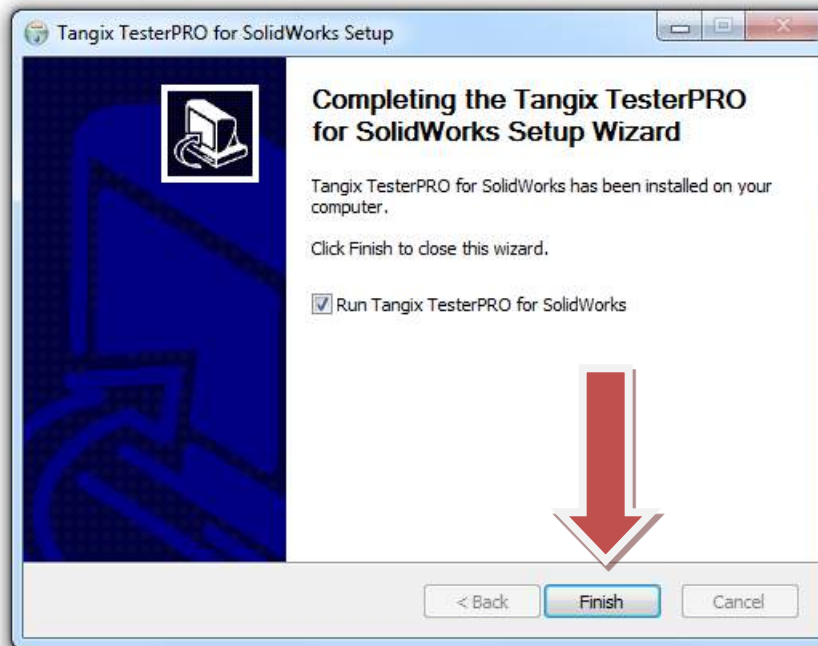 Tangix TesterPRO for SolidWorks Setup
Completing the Tangix TesterPRO
for SolidWorks Setup Wizard
Tangix TesterPRO for SolidWorks has been installed on your
computer.
Click Finish to close this wizard.
Run Tangix TesterPRO for SolidWorks
< Back Finish Cancel